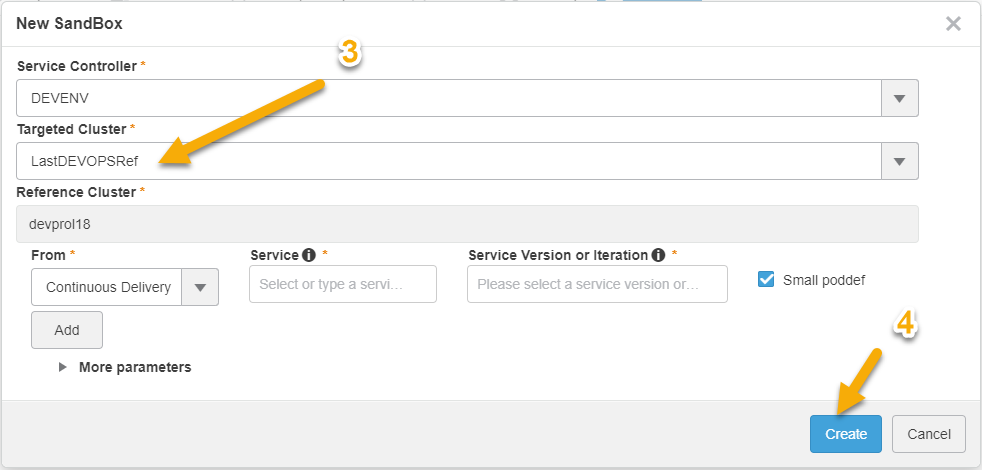 New SandBox
3
Service Controller *
DEVENV
Targeted Cluster *
LastDEVOPSRef
Reference Cluster *
devprol18
From * Service * Service Version or Iteration *
Continuous Delivery Select or type a servi... Please select a service version or... Small poddef
Add
4
More parameters
Create Cancel